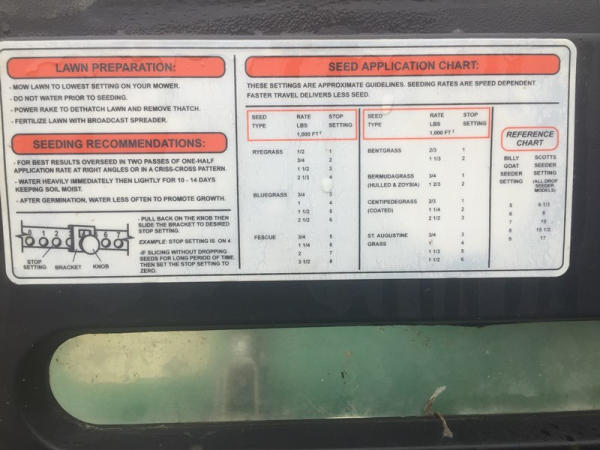 LAWN PREPARATION:
- MOW LAWN TO LOWEST SETTING ON YOUR MOWER.
- DO NOT WATER PRIOR TO SEEDING.
- POWER RAKE TO DETHATCH LAWN AND REMOVE THATCH.
- FERTILIZE LAWN WITH BROADCAST SPREADER.
SEEDING RECOMMENDATIONS:
- FOR BEST RESULTS OVERSEED IN TWO PASSES OF ONE-HALF
APPLICATION RATE AT RIGHT ANGLES OR IN A CRISS-CROSS PATTERN.
- WATER HEAVILY IMMEDIATELY THEN LIGHTLY FOR 10 - 14 DAYS
KEEPING SOIL MOIST.
- AFTER GERMINATION, WATER LESS OFTEN TO PROMOTE GROWTH.
0 1 2 6 7
STOP SETTING
BRACKET
KNOB
- PULL BACK ON THE KNOB THEN
SLIDE THE BRACKET TO DESIRED
STOP SETTING.
EXAMPLE: STOP SETTING IS ON 4
-IF SLICING WITHOUT DROPPING
SEEDS FOR LONG PERIOD OF TIME,
THEN SET THE STOP SETTING TO
ZERO.
SEED APPLICATION CHART:
THESE SETTINGS ARE APPROXIMATE GUIDELINES. SEEDING RATES ARE SPEED DEPENDENT
FASTER TRAVEL DELIVERS LESS SEED.
SEED RATE STOP
TYPE LBS SETTING
1,000 FT²
RYEGRASS 1/2 1
3/4 2
1 1/2 3
2 1/3 4
BLUEGRASS 3/4 3
1 4
1 1/2 5
2 1/2 6
FESCUE 3/4 5
1 1/4 6
2 7
3 1/2 8
SEED RATE STOP
TYPE LBS SETTING
1,000 FT²
BENTGRASS 2/3 1
1 1/3 2
BERMUDAGRASS 3/4 1
(HULLED & ZOYSIA) 1 2/3 2
CENTIPEDEGRASS 2/3 1
(COATED) 1 1/4 2
2 1/2 3
ST. AUGUSTINE 3/4 3
GRASS 1 4
1 1/3 5
1 1/2 6
REFERENCE
CHART
BILLY GOAT SEEDER SETTING
SCOTTS SEEDER SETTING
(ALL DROP SEEDER MODELS)
5
6 8
7 10
8 10 1/2
9 17